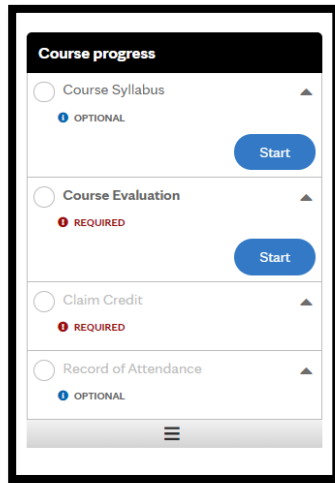 Course progress
Course Syllabus
OPTIONAL
Start
Course Evaluation
REQUIRED
Start
Claim Credit
REQUIRED
Record of Attendance
OPTIONAL